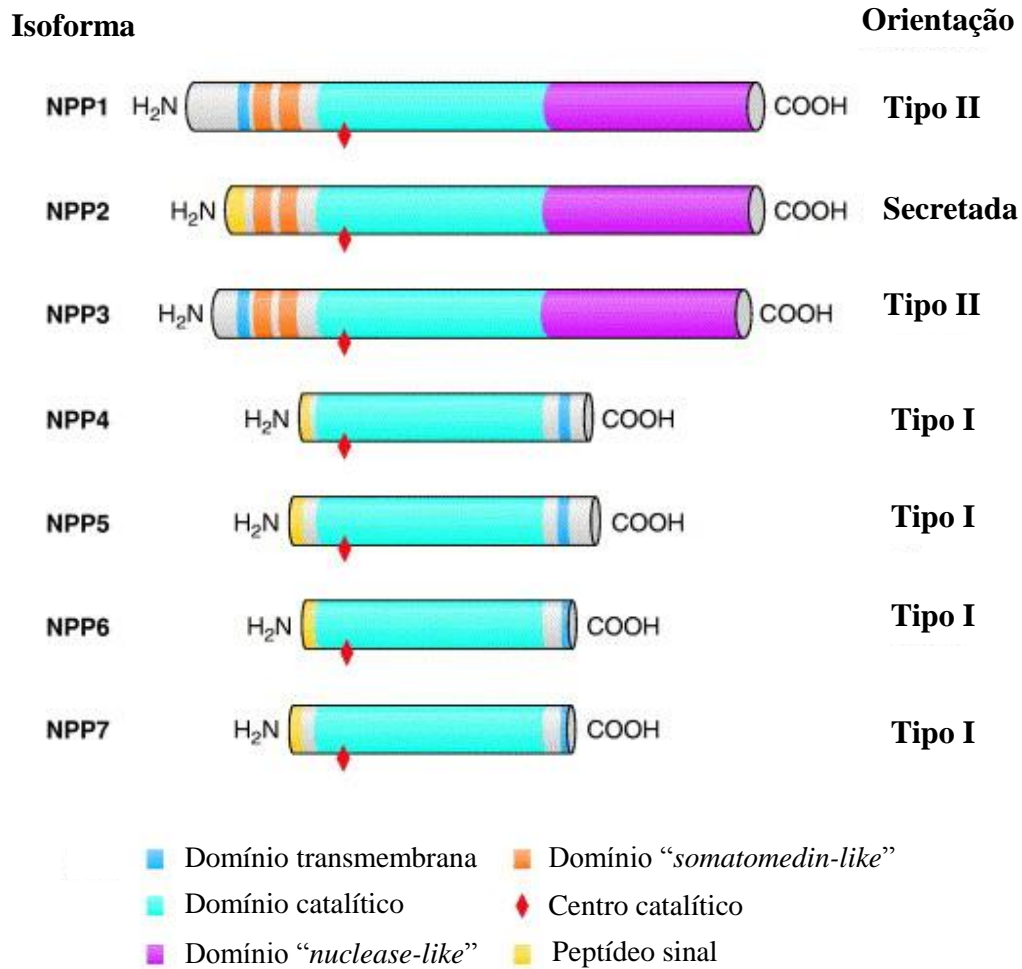 Isoforma Orientação
NPP1 H₂N COOH Tipo II
NPP2 H₂N COOH Secretada
NPP3 H₂N COOH Tipo II
NPP4 H₂N COOH Tipo I
NPP5 H₂N COOH Tipo I
NPP6 H₂N COOH Tipo I
NPP7 H₂N COOH Tipo I
Domínio transmembrana Domínio “somatomedin-like”
Domínio catalítico Centro catalítico
Domínio “nuclease-like” Peptídeo sinal